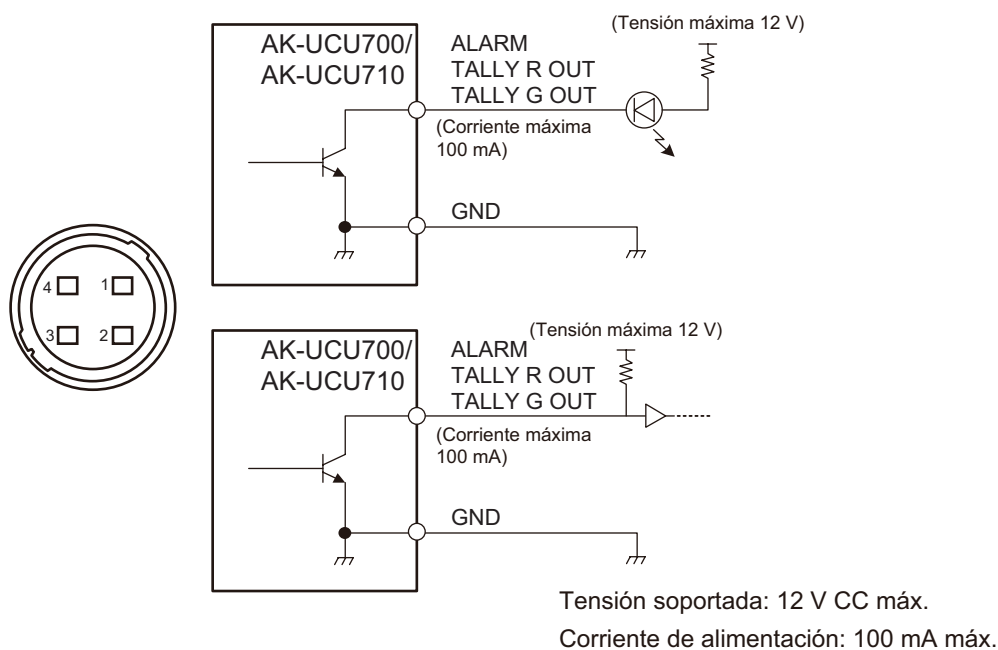 (Tensión máxima 12 V)
AK-UCU700/
AK-UCU710
ALARM
TALLY R OUT
TALLY G OUT
(Corriente máxima
100 mA)
GND
4 1
3 2
(Tensión máxima 12 V)
AK-UCU700/
AK-UCU710
ALARM
TALLY R OUT
TALLY G OUT
(Corriente máxima
100 mA)
GND
Tensión soportada: 12 V CC máx.
Corriente de alimentación: 100 mA máx.